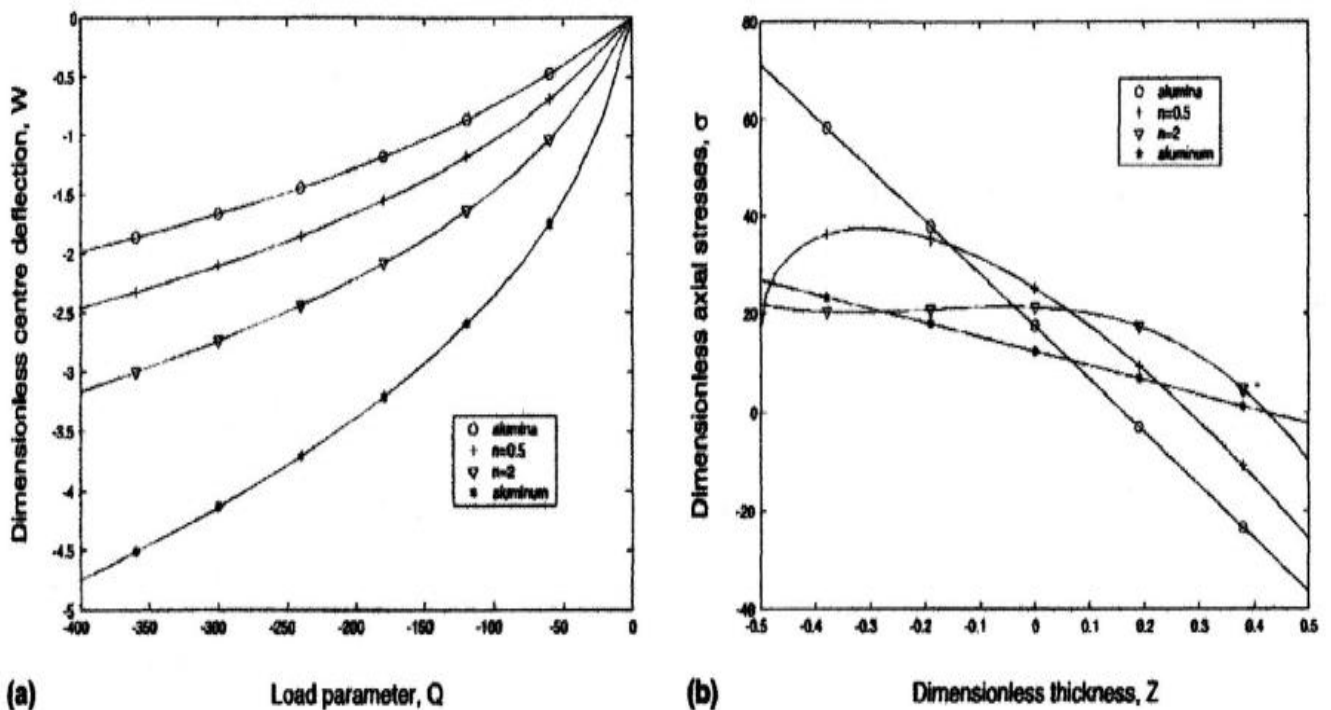 Dimensionless centre deflection, W
0
-0.5
-1
-1.5
-2
-2.5
-3
-3.5
-4
-4.5
-5
-400
-350
-300
-250
-200
-150
-100
-50
0
alumina
n=0.5
n=2
aluminum
(a)
Load parameter, Q
Dimensionless axial stresses, σ
80
60
40
20
0
-20
-40
-0.5
-0.4
-0.3
-0.2
-0.1
0
0.1
0.2
0.3
0.4
0.5
alumina
n=0.5
n=2
aluminum
(b)
Dimensionless thickness, Z